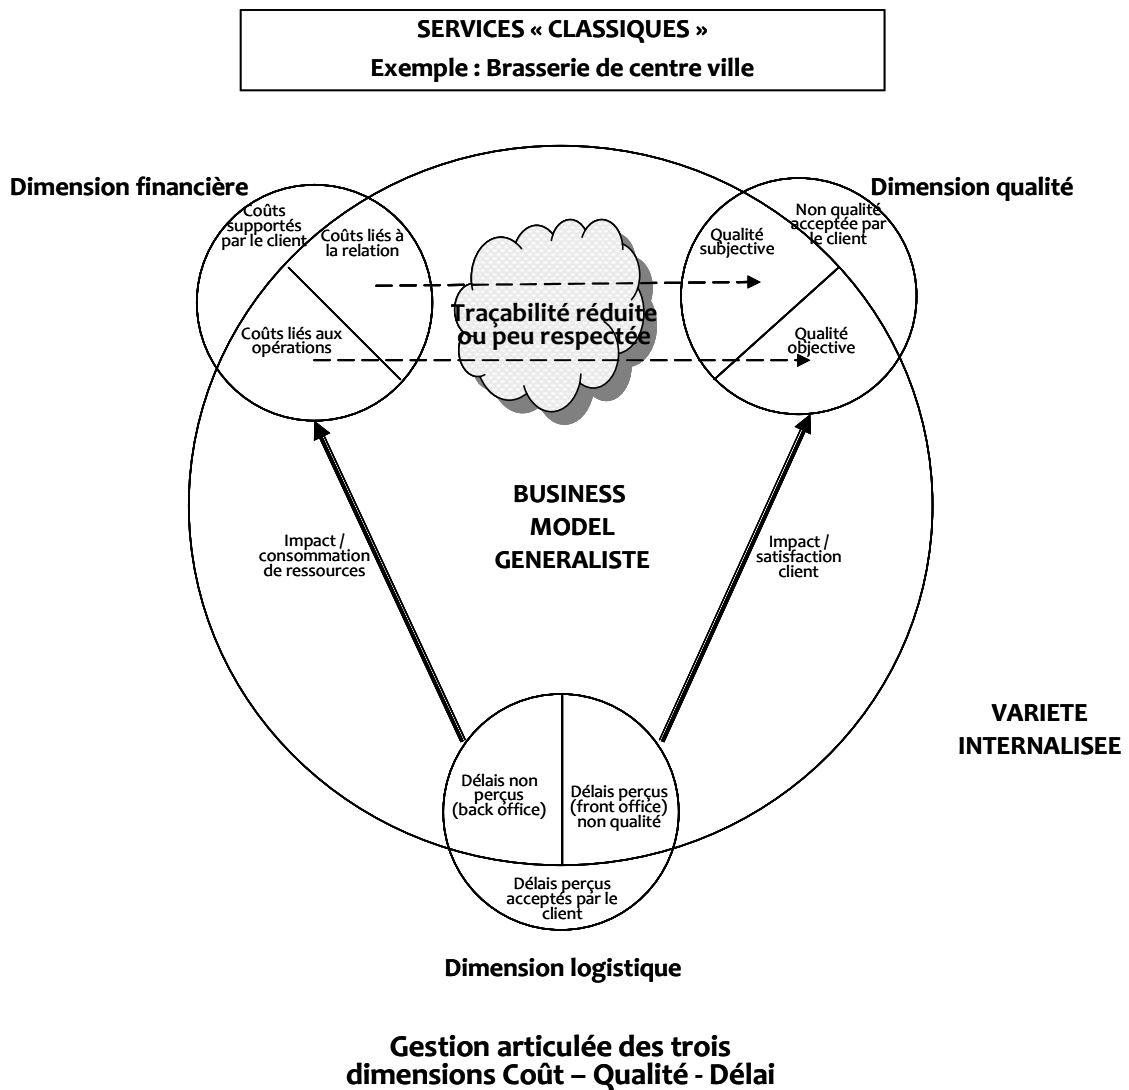 SERVICES « CLASSIQUES »
Exemple : Brasserie de centre ville
Dimension financière
Dimension qualité
Coûts
supportés
par le client
Coûts liés à
la relation
Coûts liés aux
opérations
Traçabilité réduite
ou peu respectée
Qualité
subjective
Non qualité
acceptée par
le client
Qualité
objective
BUSINESS
MODEL
GENERALISTE
Impact /
consommation
de ressources
Impact /
satisfaction
client
VARIETE
INTERNALISEE
Délais non
perçus
(back office)
Délais perçus
(front office)
non qualité
Délais perçus
acceptés par le
client
Dimension logistique
Gestion articulée des trois
dimensions Coût – Qualité - Délai